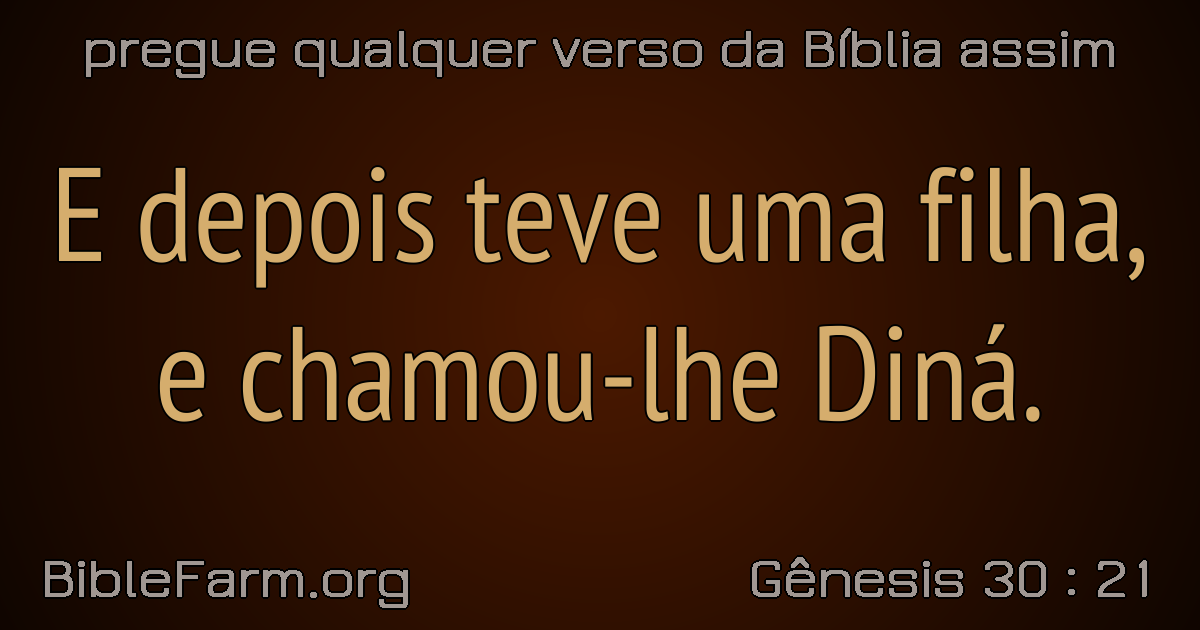 pregue qualquer verso da Bíblia assim
E depois teve uma filha,
e chamou-lhe Diná.
BibleFarm.org
Gênesis 30 : 21